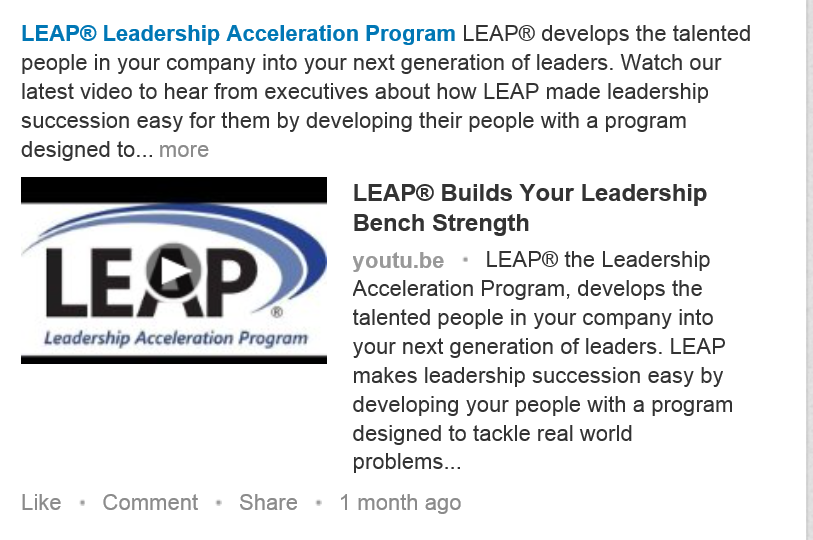 LEAP® Leadership Acceleration Program LEAP® develops the talented
people in your company into your next generation of leaders. Watch our
latest video to hear from executives about how LEAP made leadership
succession easy for them by developing their people with a program
designed to... more
LEAP®
Leadership Acceleration Program
LEAP® Builds Your Leadership
Bench Strength
youtu.be • LEAP® the Leadership
Acceleration Program, develops the
talented people in your company into
your next generation of leaders. LEAP
makes leadership succession easy by
developing your people with a program
designed to tackle real world
problems...
Like • Comment • Share • 1 month ago